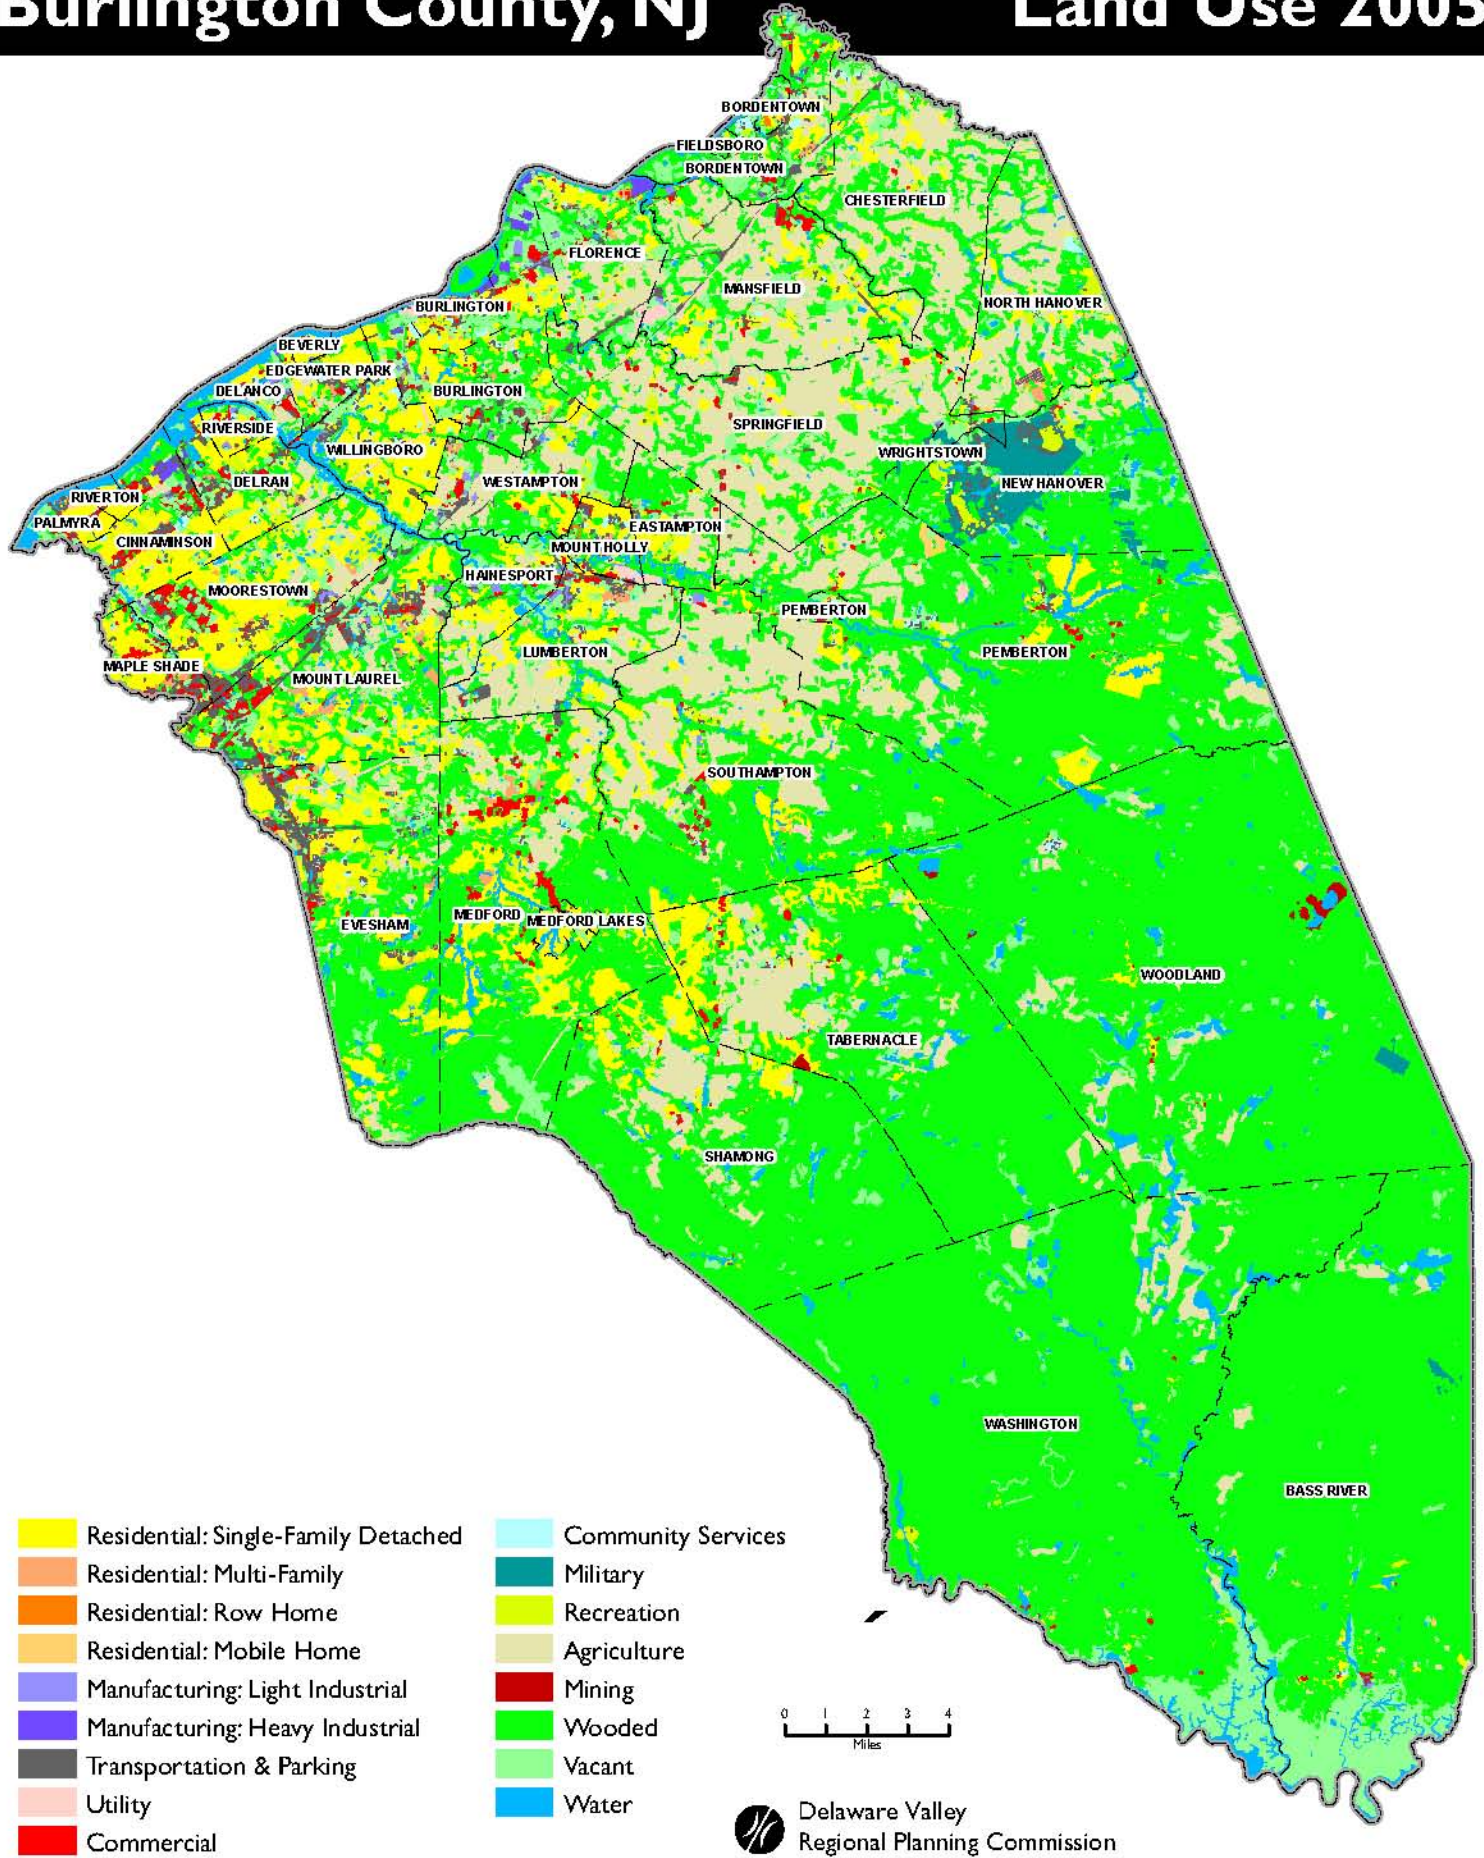 Burlington County, NJ
Land Use 2005
BORDENTOWN
FIELDSBORO
BORDENTOWN
CHESTERFIELD
FLORENCE
MANSFIELD
NORTH HANOVER
BURLINGTON
BEVERLY
EDGEWATER PARK
DELANCO
BURLINGTON
RIVERSIDE
SPRINGFIELD
WILLINGBORO
WRIGHTSTOWN
DELRAN
WESTAMPTON
NEW HANOVER
RIVERTON
PALMYRA
EASTAMPTON
CINNAMINSON
MOUNT HOLLY
HAINESPORT
MOORESTOWN
PEMBERTON
LUMBERTON
PEMBERTON
MAPLE SHADE
MOUNT LAUREL
SOUTHAMPTON
MEDFORD
MEDFORD LAKES
EVESHAM
WOODLAND
TABERNACLE
SHAMONG
WASHINGTON
BASS RIVER
Residential: Single-Family Detached
Residential: Multi-Family
Residential: Row Home
Residential: Mobile Home
Manufacturing: Light Industrial
Manufacturing: Heavy Industrial
Transportation & Parking
Utility
Commercial
Community Services
Military
Recreation
Agriculture
Mining
Wooded
Vacant
Water
0 1 2 3 4
Miles
Delaware Valley
Regional Planning Commission